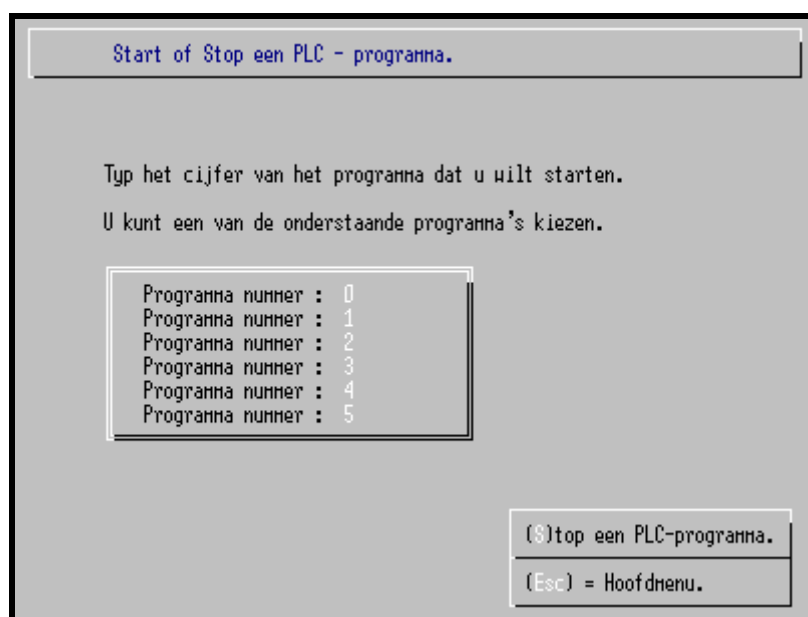 Start of Stop een PLC - programma.
Typ het cijfer van het programma dat u wilt starten.
U kunt een van de onderstaande programma's kiezen.
Programma nummer : 0
Programma nummer : 1
Programma nummer : 2
Programma nummer : 3
Programma nummer : 4
Programma nummer : 5
(S)top een PLC-programma.
(Esc) = Hoofdmenu.